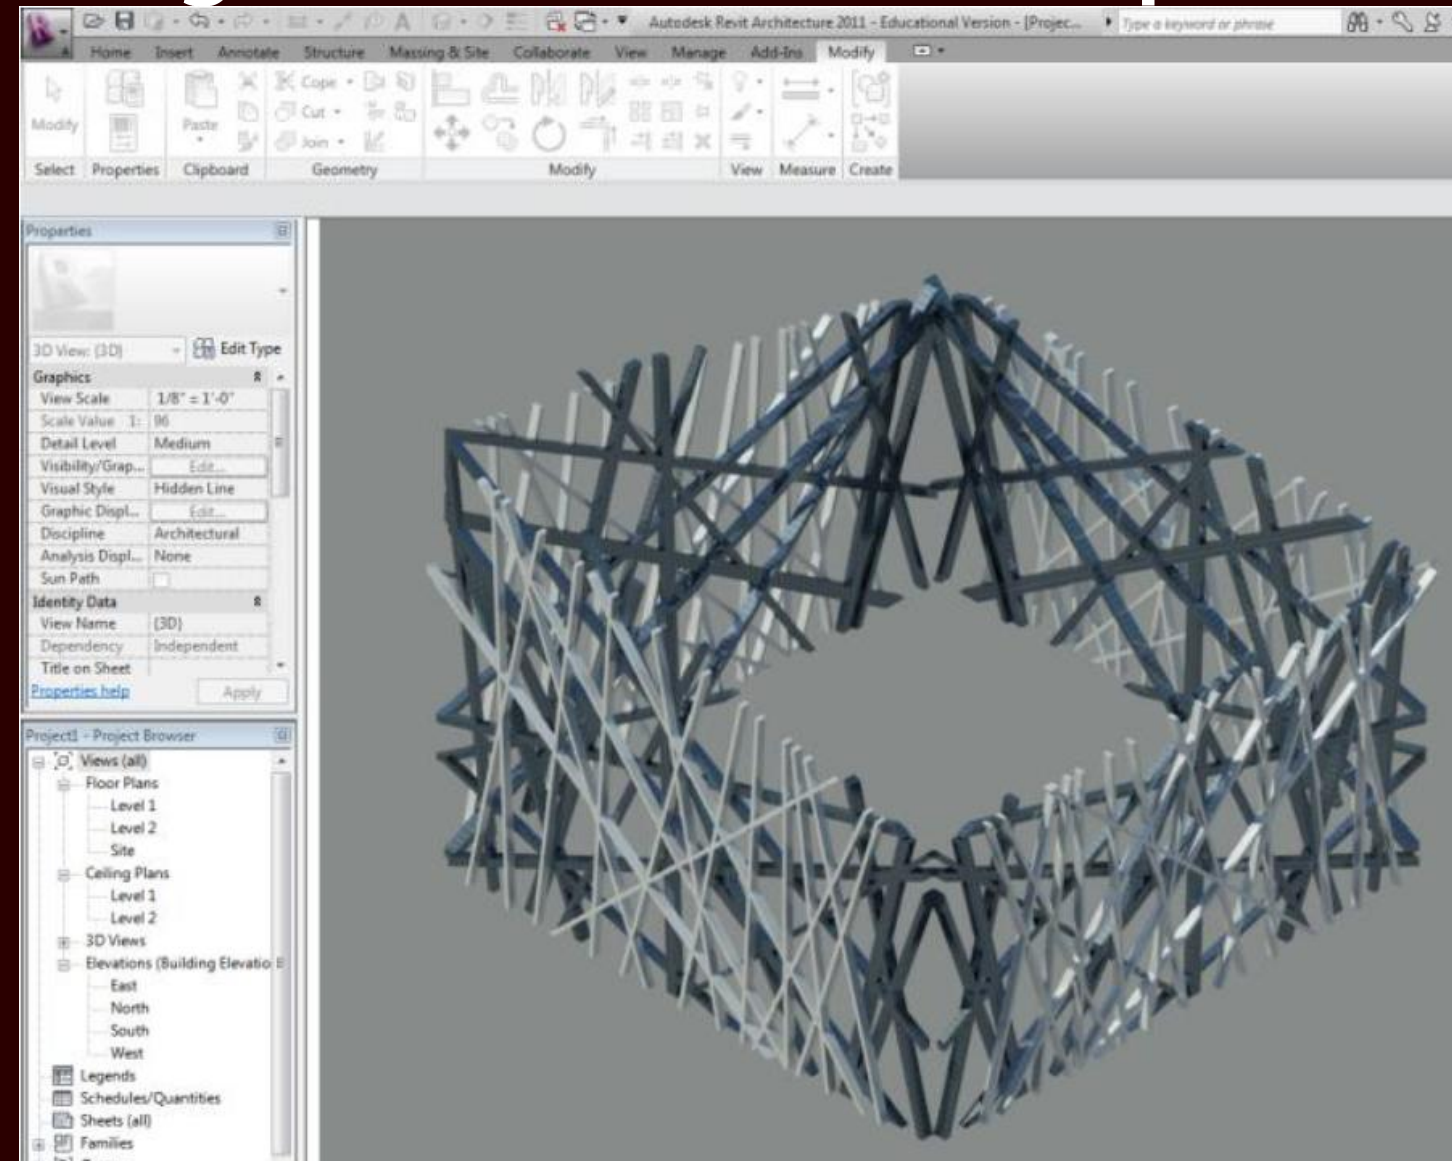 Autodesk Revit Architecture 2011 - Educational Version - [Projec... Type a keyword or phrase
Home Insert Annotate Structure Massing & Site Collaborate View Manage Add-Ins Modify
Cope
Cut
Modify Paste
Join
Select Properties Clipboard Geometry Modify View Measure Create
Properties
3D View: {3D} Edit Type
Graphics
View Scale 1/8" = 1'-0"
Scale Value 1: 96
Detail Level Medium
Visibility/Grap... Edit...
Visual Style Hidden Line
Graphic Displ... Edit...
Discipline Architectural
Analysis Displ... None
Sun Path
Identity Data
View Name {3D}
Dependency Independent
Title on Sheet
Properties help Apply
Project1 - Project Browser
Views (all)
Floor Plans
Level 1
Level 2
Site
Ceiling Plans
Level 1
Level 2
3D Views
Elevations (Building Elevatio
East
North
South
West
Legends
Schedules/Quantities
Sheets (all)
Families